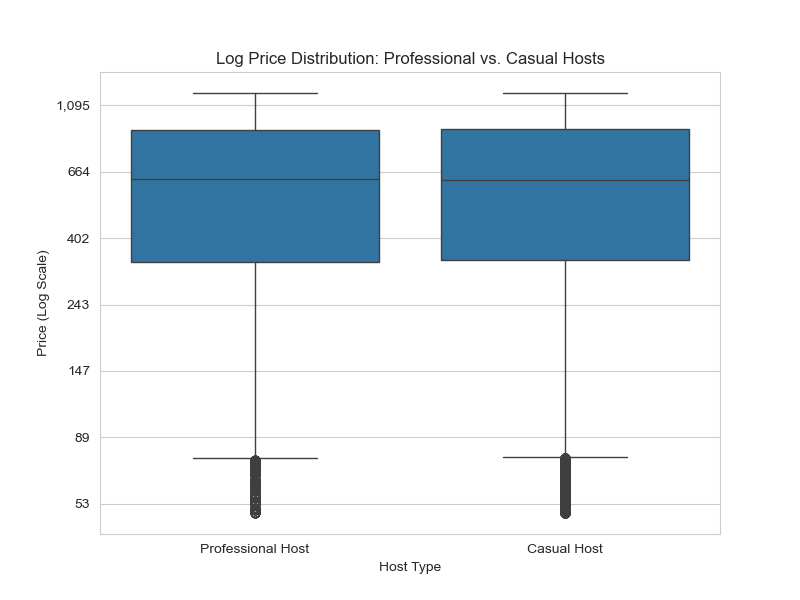 Log Price Distribution: Professional vs. Casual Hosts
1,095
664
402
243
147
89
53
Price (Log Scale)
Professional Host
Casual Host
Host Type